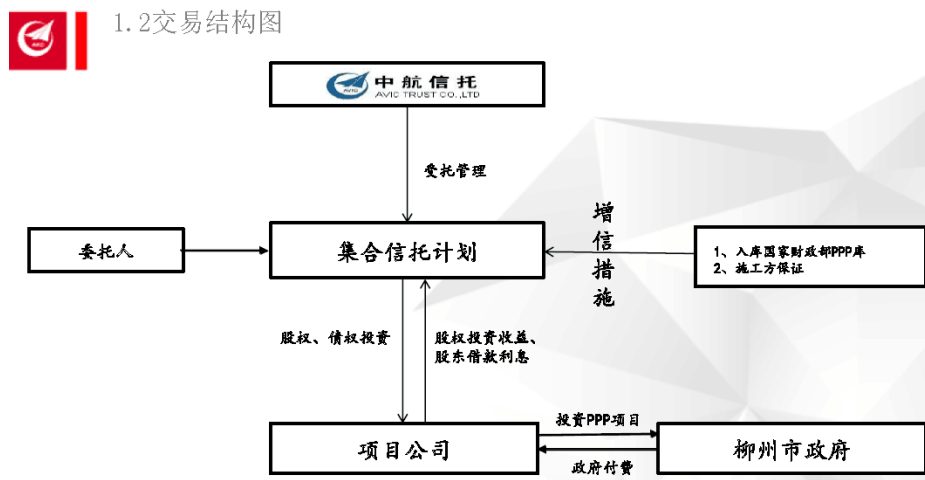 1.2交易结构图
AVIC
中航信托
AVIC TRUST CO.,LTD
受托管理
委托人
集合信托计划
增
信
措
施
1、入库国家财政部PPP库
2、施工方保证
股权、债权投资
股权投资收益、
股东借款利息
项目公司
投资PPP项目
政府付费
柳州市政府